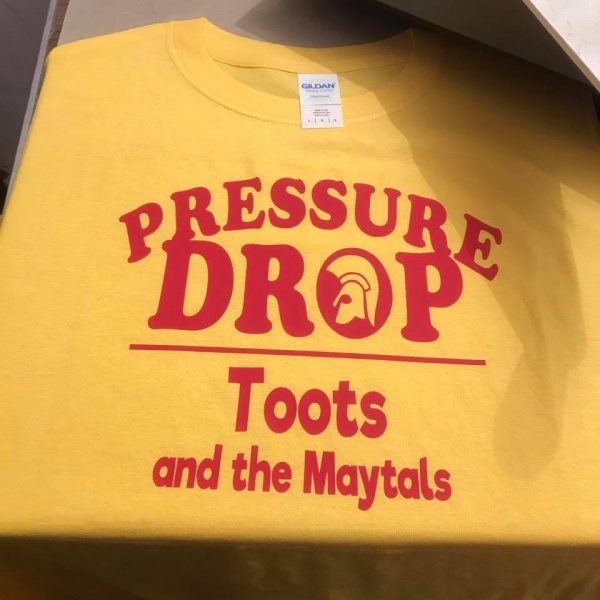 GILDAN
PRESSURE
DROP
Toots
and the Maytals